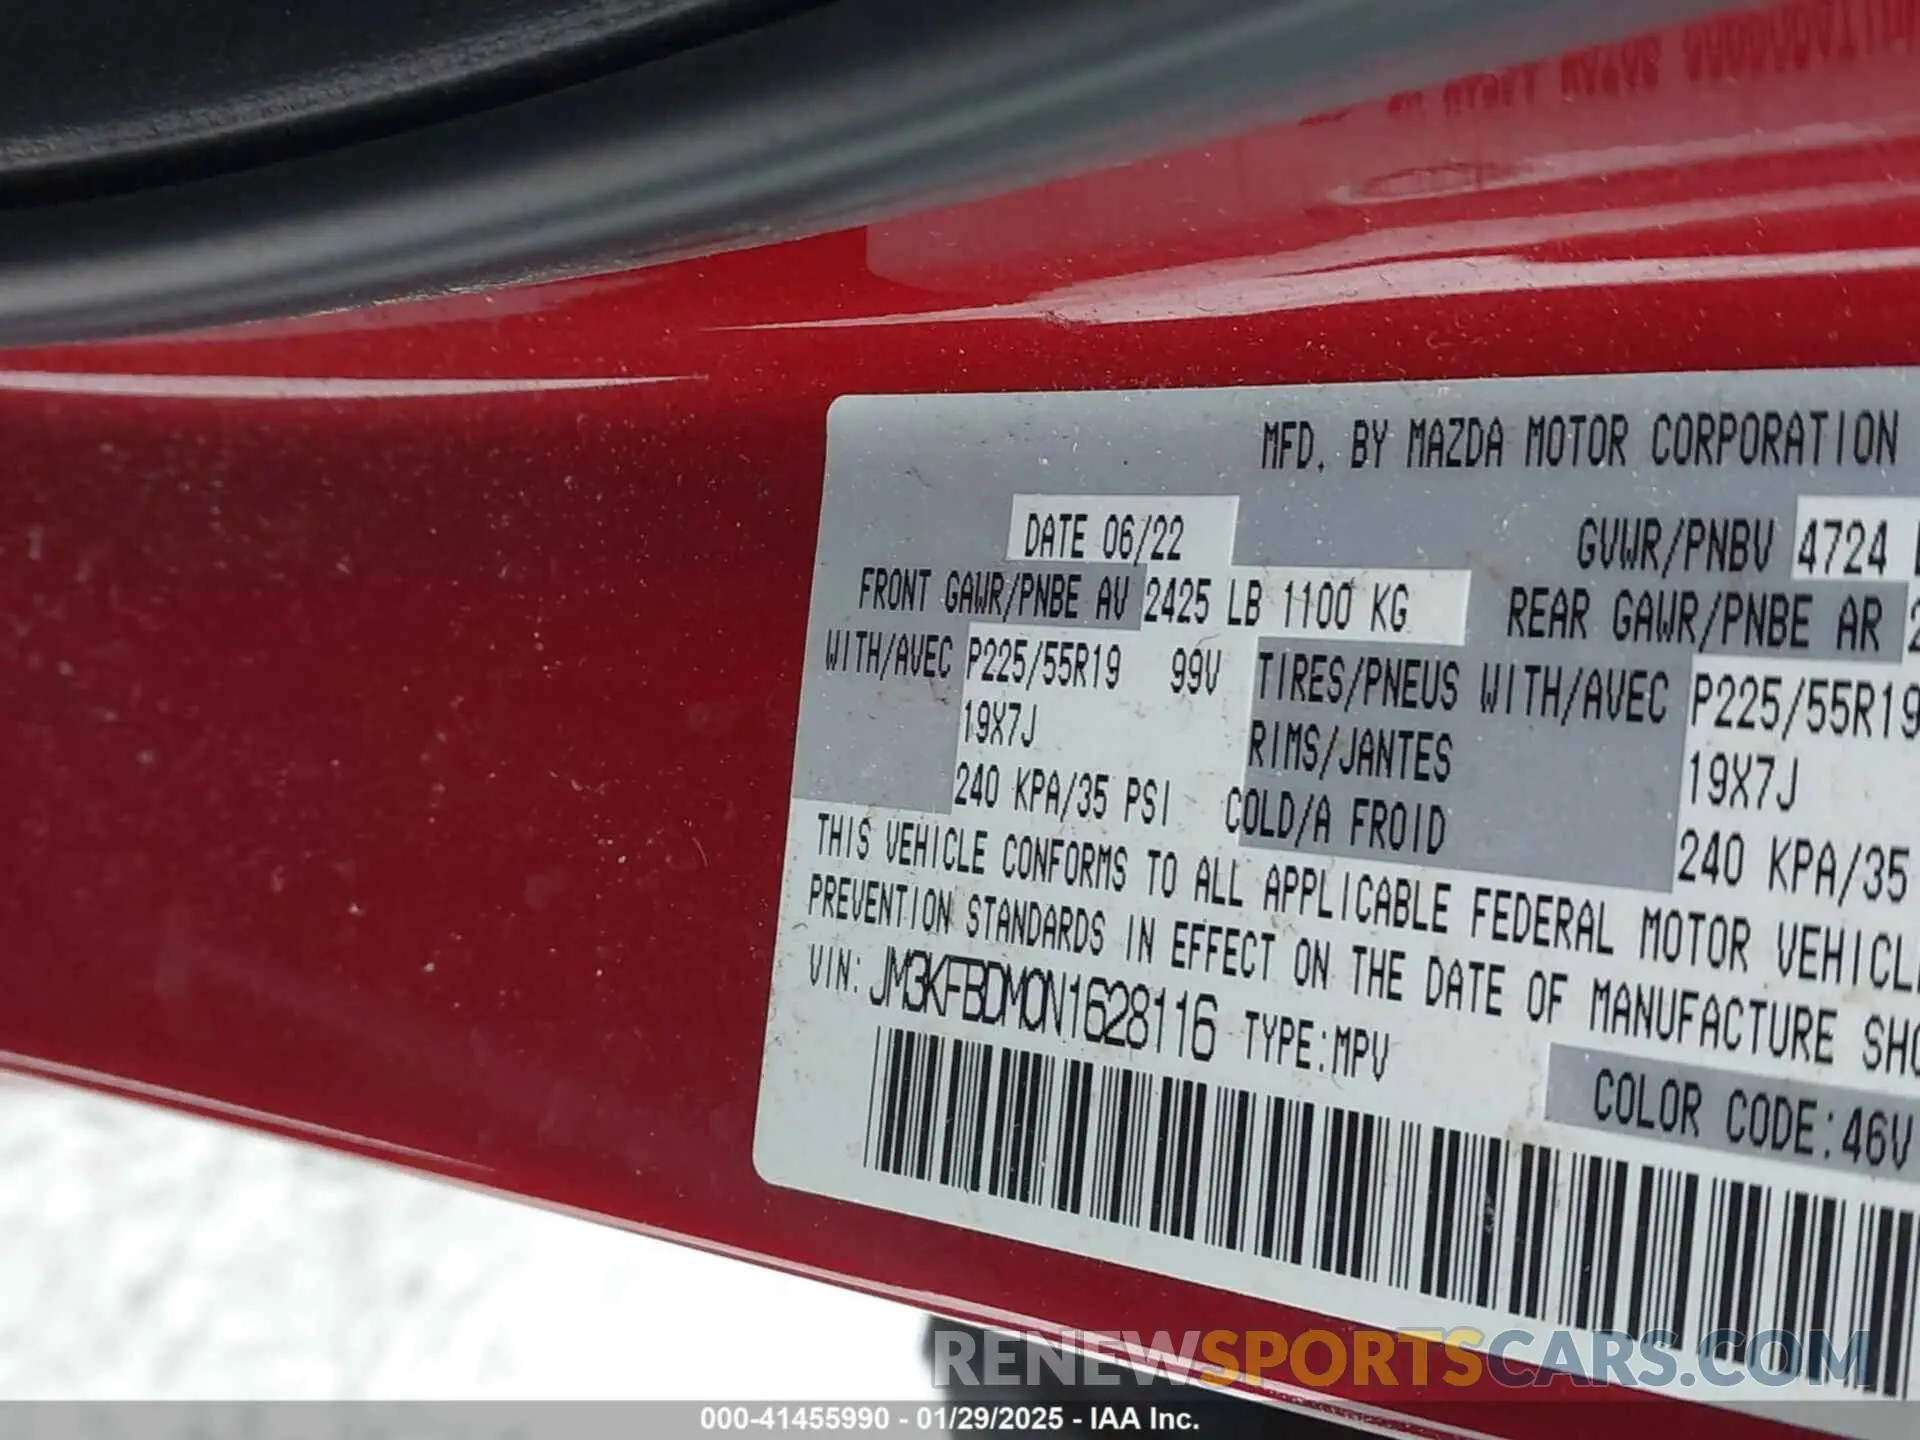 MFD. BY MAZDA MOTOR CORPORATION
DATE 06/22 GVWR/PNBV 4724
FRONT GAWR/PNBE AV 2425 LB 1100 KG REAR GAWR/PNBE AR
WITH/AVEC P225/55R19 99V TIRES/PNEUS WITH/AVEC P225/55R19
19X7J RIMS/JANTES 19X7J
240 KPA/35 PSI COLD/A FROID 240 KPA/35
THIS VEHICLE CONFORMS TO ALL APPLICABLE FEDERAL MOTOR VEHICL
PREVENTION STANDARDS IN EFFECT ON THE DATE OF MANUFACTURE SHO
VIN: JM3KFBDM0N1628116 TYPE:MPV
COLOR CODE:46V
RENEWSPORTSCARS.COM
000-41455990 - 01/29/2025 - IAA Inc.